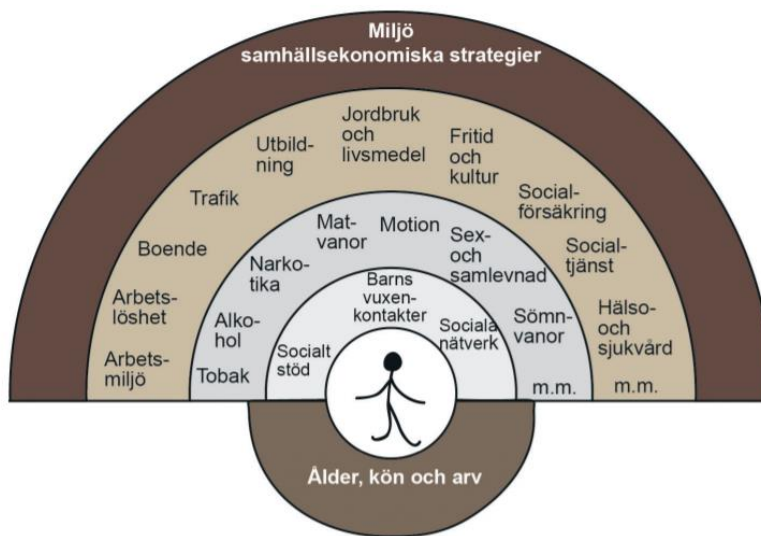 Miljö
samhällsekonomiska strategier
Arbets-
miljö
Arbets-
löshet
Boende
Trafik
Utbild-
ning
Jordbruk
och
livsmedel
Fritid
och
kultur
Social-
försäkring
Social-
tjänst
Hälso-
och
sjukvård
m.m.
Tobak
Alko-
hol
Narko-
tika
Mat-
vanor
Motion
Sex-
och
samlevnad
Sömn-
vanor
m.m.
Socialt
stöd
Barns
vuxen-
kontakter
Sociala
nätverk
Ålder, kön och arv